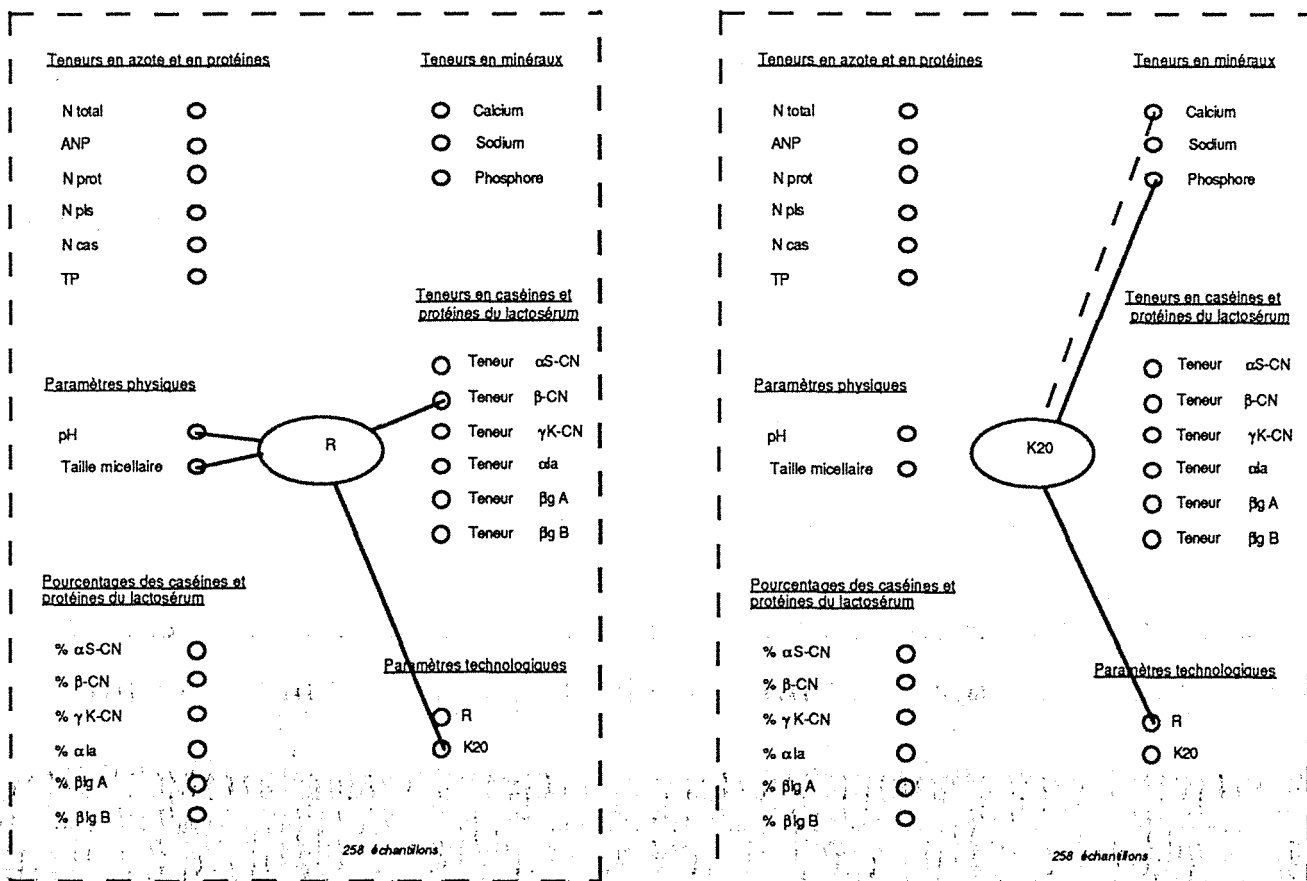 Teneurs en azote et en protéines
Teneurs en minéraux
N total
Calcium
ANP
Sodium
N prot
Phosphore
N pls
N cas
TP
Teneurs en caséines et
protéines du lactosérum
Teneur αS-CN
Paramètres physiques
Teneur β-CN
pH
R
Teneur γK-CN
Taille micellaire
Teneur αla
Teneur βlg A
Teneur βlg B
Pourcentages des caséines et
protéines du lactosérum
% αS-CN
Paramètres technologiques
% β-CN
% γK-CN
R
% αla
K20
% βlg A
% βlg B
258 échantillons
Teneurs en azote et en protéines
Teneurs en minéraux
N total
Calcium
ANP
Sodium
N prot
Phosphore
N pls
N cas
TP
Teneurs en caséines et
protéines du lactosérum
Teneur αS-CN
Paramètres physiques
Teneur β-CN
pH
K20
Teneur γK-CN
Taille micellaire
Teneur αla
Teneur βlg A
Teneur βlg B
Pourcentages des caséines et
protéines du lactosérum
% αS-CN
Paramètres technologiques
% β-CN
% γK-CN
R
% αla
K20
% βlg A
% βlg B
258 échantillons